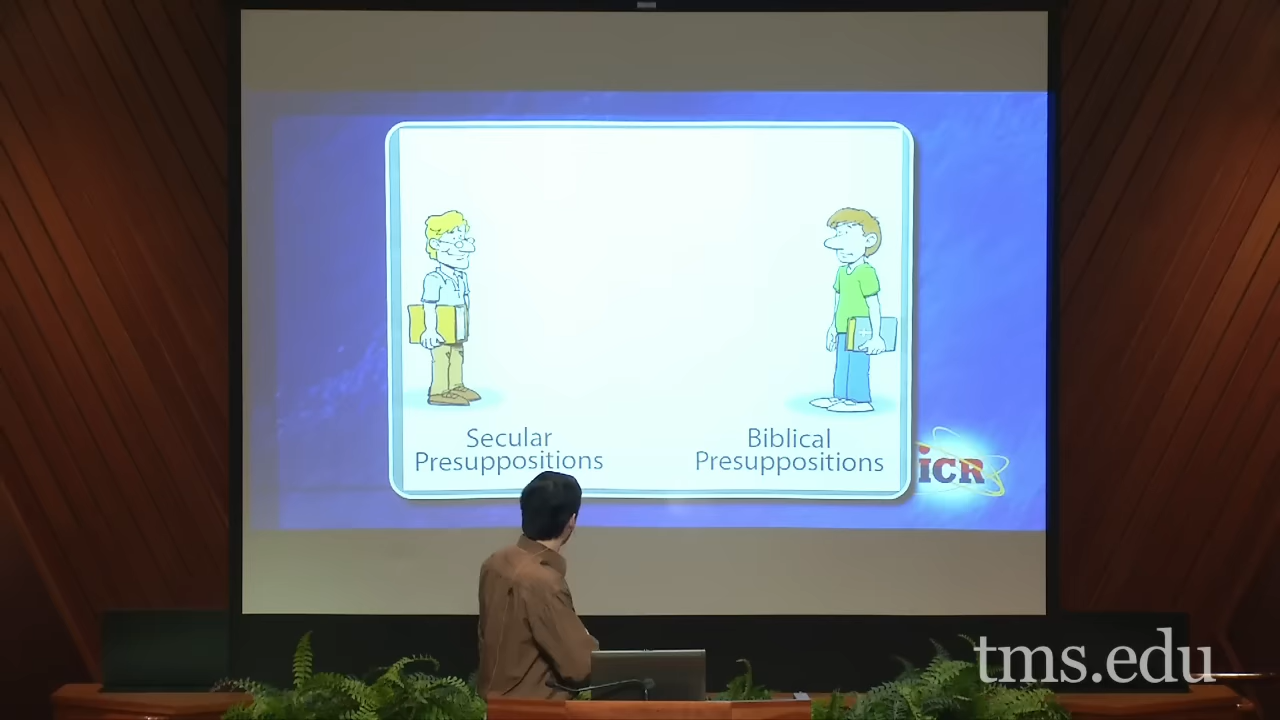 Secular
Presuppositions
Biblical
Presuppositions
iCR
tms.edu